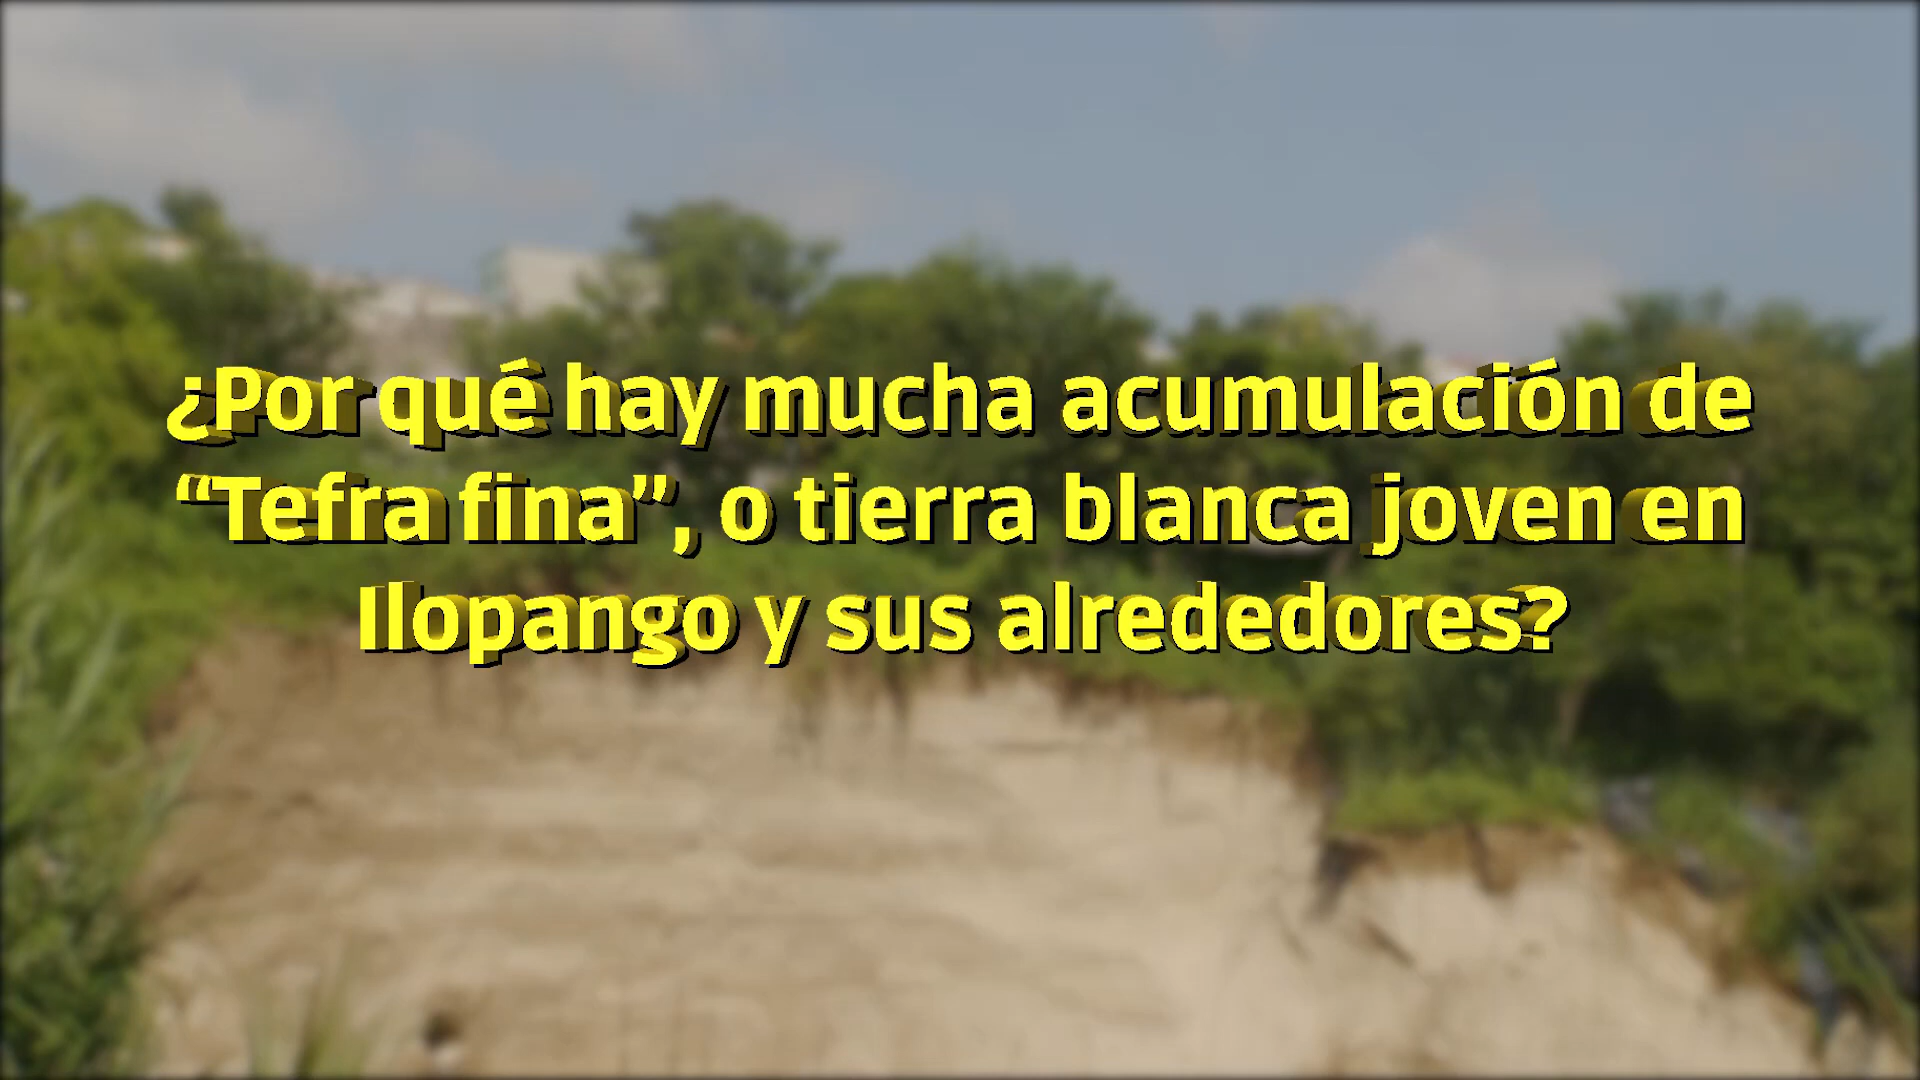 ¿Por qué hay mucha acumulación de
“Tefra fina”, o tierra blanca joven en
Ilopango y sus alrededores?